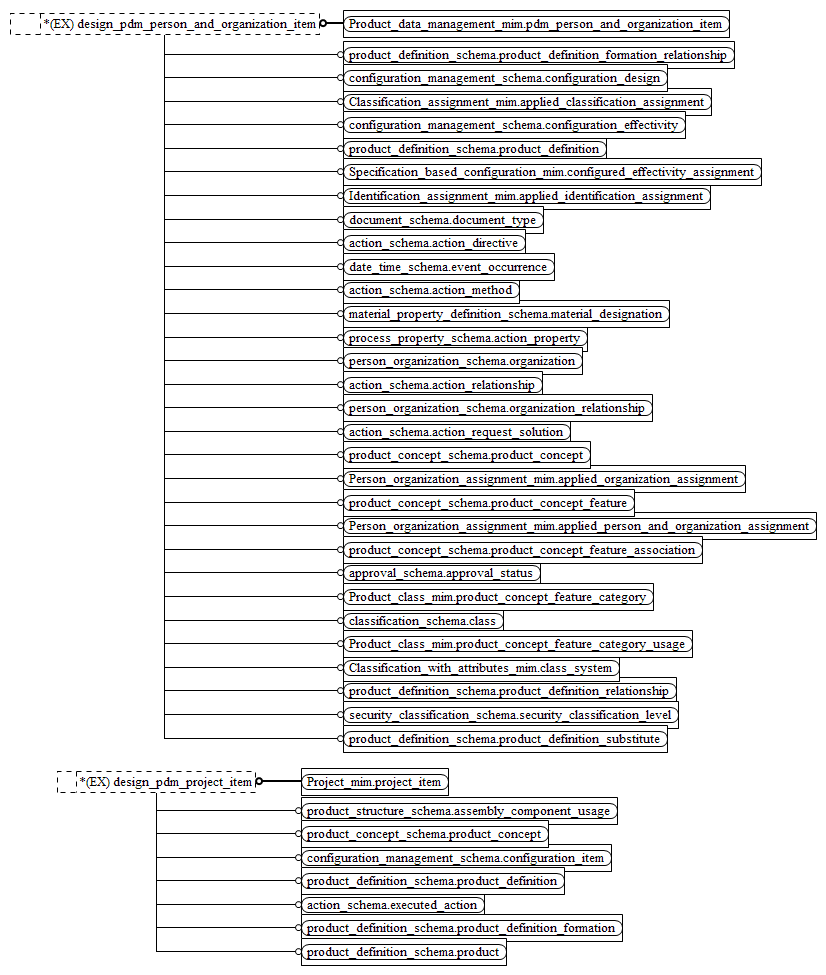 *(EX) design_pdm_person_and_organization_item
Product_data_management_mim.pdm_person_and_organization_item
product_definition_schema.product_definition_formation_relationship
configuration_management_schema.configuration_design
Classification_assignment_mim.applied_classification_assignment
configuration_management_schema.configuration_effectivity
product_definition_schema.product_definition
Specification_based_configuration_mim.configured_effectivity_assignment
Identification_assignment_mim.applied_identification_assignment
document_schema.document_type
action_schema.action_directive
date_time_schema.event_occurrence
action_schema.action_method
material_property_definition_schema.material_designation
process_property_schema.action_property
person_organization_schema.organization
action_schema.action_relationship
person_organization_schema.organization_relationship
action_schema.action_request_solution
product_concept_schema.product_concept
Person_organization_assignment_mim.applied_organization_assignment
product_concept_schema.product_concept_feature
Person_organization_assignment_mim.applied_person_and_organization_assignment
product_concept_schema.product_concept_feature_association
approval_schema.approval_status
Product_class_mim.product_concept_feature_category
classification_schema.class
Product_class_mim.product_concept_feature_category_usage
Classification_with_attributes_mim.class_system
product_definition_schema.product_definition_relationship
security_classification_schema.security_classification_level
product_definition_schema.product_definition_substitute
*(EX) design_pdm_project_item
Project_mim.project_item
product_structure_schema.assembly_component_usage
product_concept_schema.product_concept
configuration_management_schema.configuration_item
product_definition_schema.product_definition
action_schema.executed_action
product_definition_schema.product_definition_formation
product_definition_schema.product